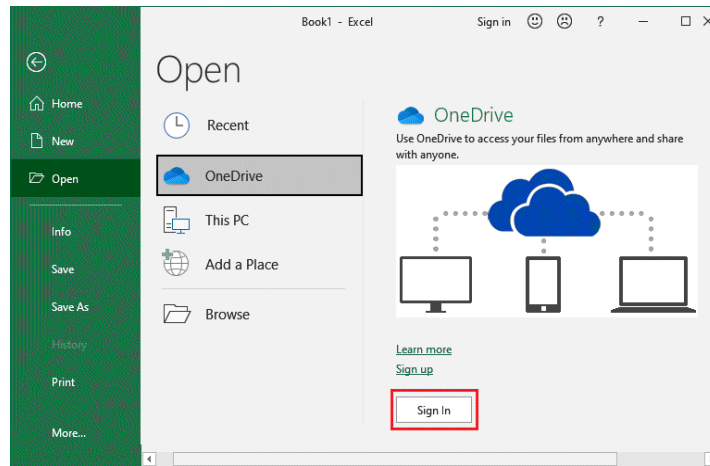 Book1 - Excel
Sign in
?
Open
Home
New
Open
Info
Save
Save As
History
Print
More...
Recent
OneDrive
This PC
Add a Place
Browse
OneDrive
Use OneDrive to access your files from anywhere and share
with anyone.
Learn more
Sign up
Sign In